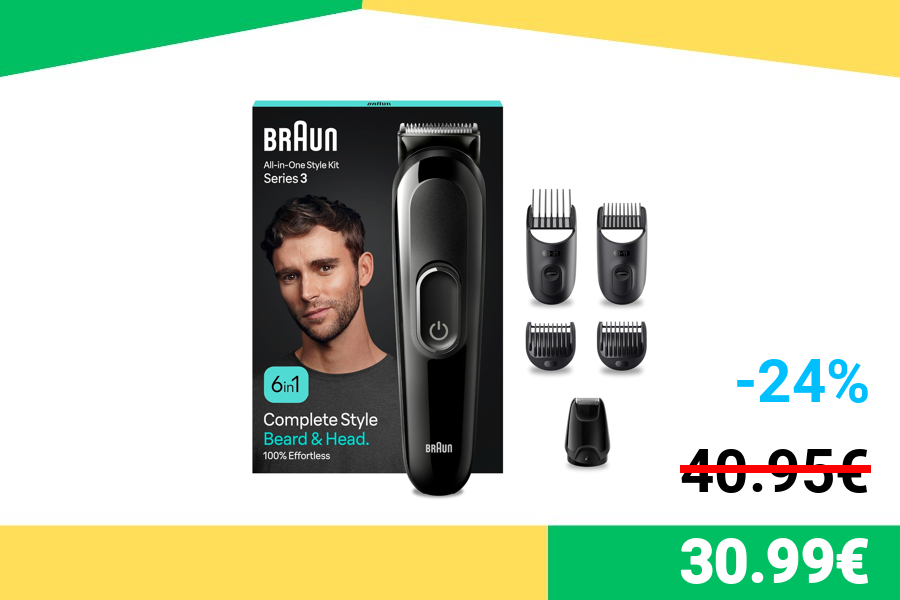 BRAUN
BRAUN
All-in-One Style Kit
Series 3
6in1
Complete Style
Beard & Head.
100% Effortless
BRAUN
-24%
40.95€
30.99€